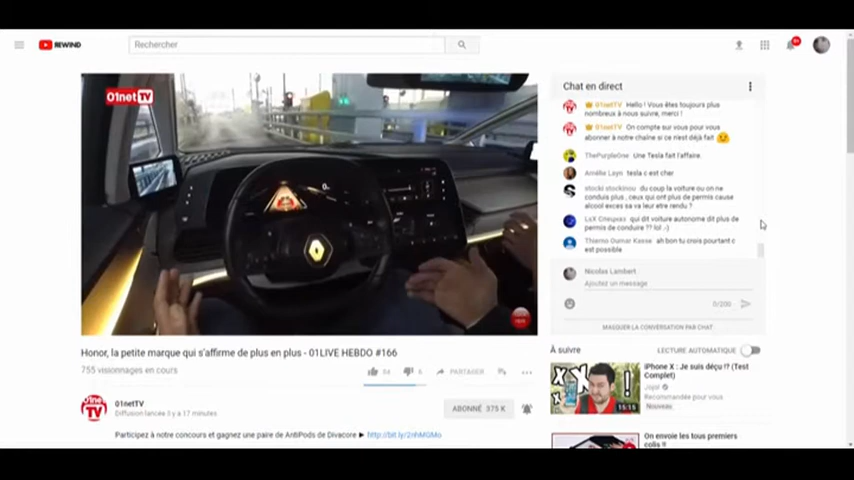 REWIND
Rechercher
9+
01netTV
Chat en direct
01netTV Hello ! Vous êtes toujours plus
nombreux à nous suivre, merci !
01netTV On compte sur vous pour vous
abonner à notre chaîne si ce n'est déjà fait
ThePurpleOne Une Tesla fait l'affaire.
Amélie Layn tesla c est cher
stocki stockinou du coup la voiture ou on ne
conduis plus , ceux qui ont plus de permis cause
alcool exces sa va leur etre rendu ?
LxX Спецназ qui dit voiture autonome dit plus de
permis de conduire ?? lol :-)
Thierno Oumar Kasse ah bon tu crois pourtant c
est possible
Nicolas Lambert
Ajoutez un message
0/200
MASQUER LA CONVERSATION PAR CHAT
Honor, la petite marque qui s'affirme de plus en plus - 01LIVE HEBDO #166
755 visionnages en cours
PARTAGER
À suivre
LECTURE AUTOMATIQUE
iPhone X : Je suis déçu !? (Test
Complet)
Jojol
Recommandée pour vous
Nouveau
15:15
01netTV
Diffusion lancée il y a 17 minutes
ABONNÉ 375 K
Participez à notre concours et gagnez une paire de AntiPods de Divacore ► http://bit.ly/2nhMGMo
On envoie les tous premiers
colis !!